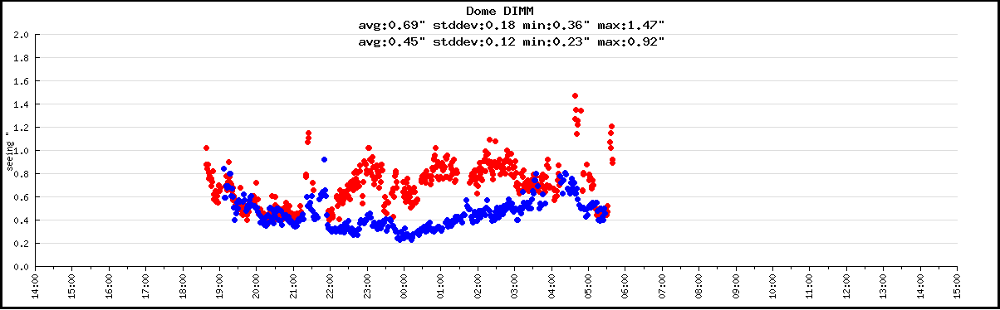 Dome DIMM
avg:0.69" stddev:0.18 min:0.36" max:1.47"
avg:0.45" stddev:0.12 min:0.23" max:0.92"
2.0
1.8
1.6
1.4
1.2
1.0
0.8
0.6
0.4
0.2
0.0
seeing "
14:00 15:00 16:00 17:00 18:00 19:00 20:00 21:00 22:00 23:00 00:00 01:00 02:00 03:00 04:00 05:00 06:00 07:00 08:00 09:00 10:00 11:00 12:00 13:00 14:00 15:00